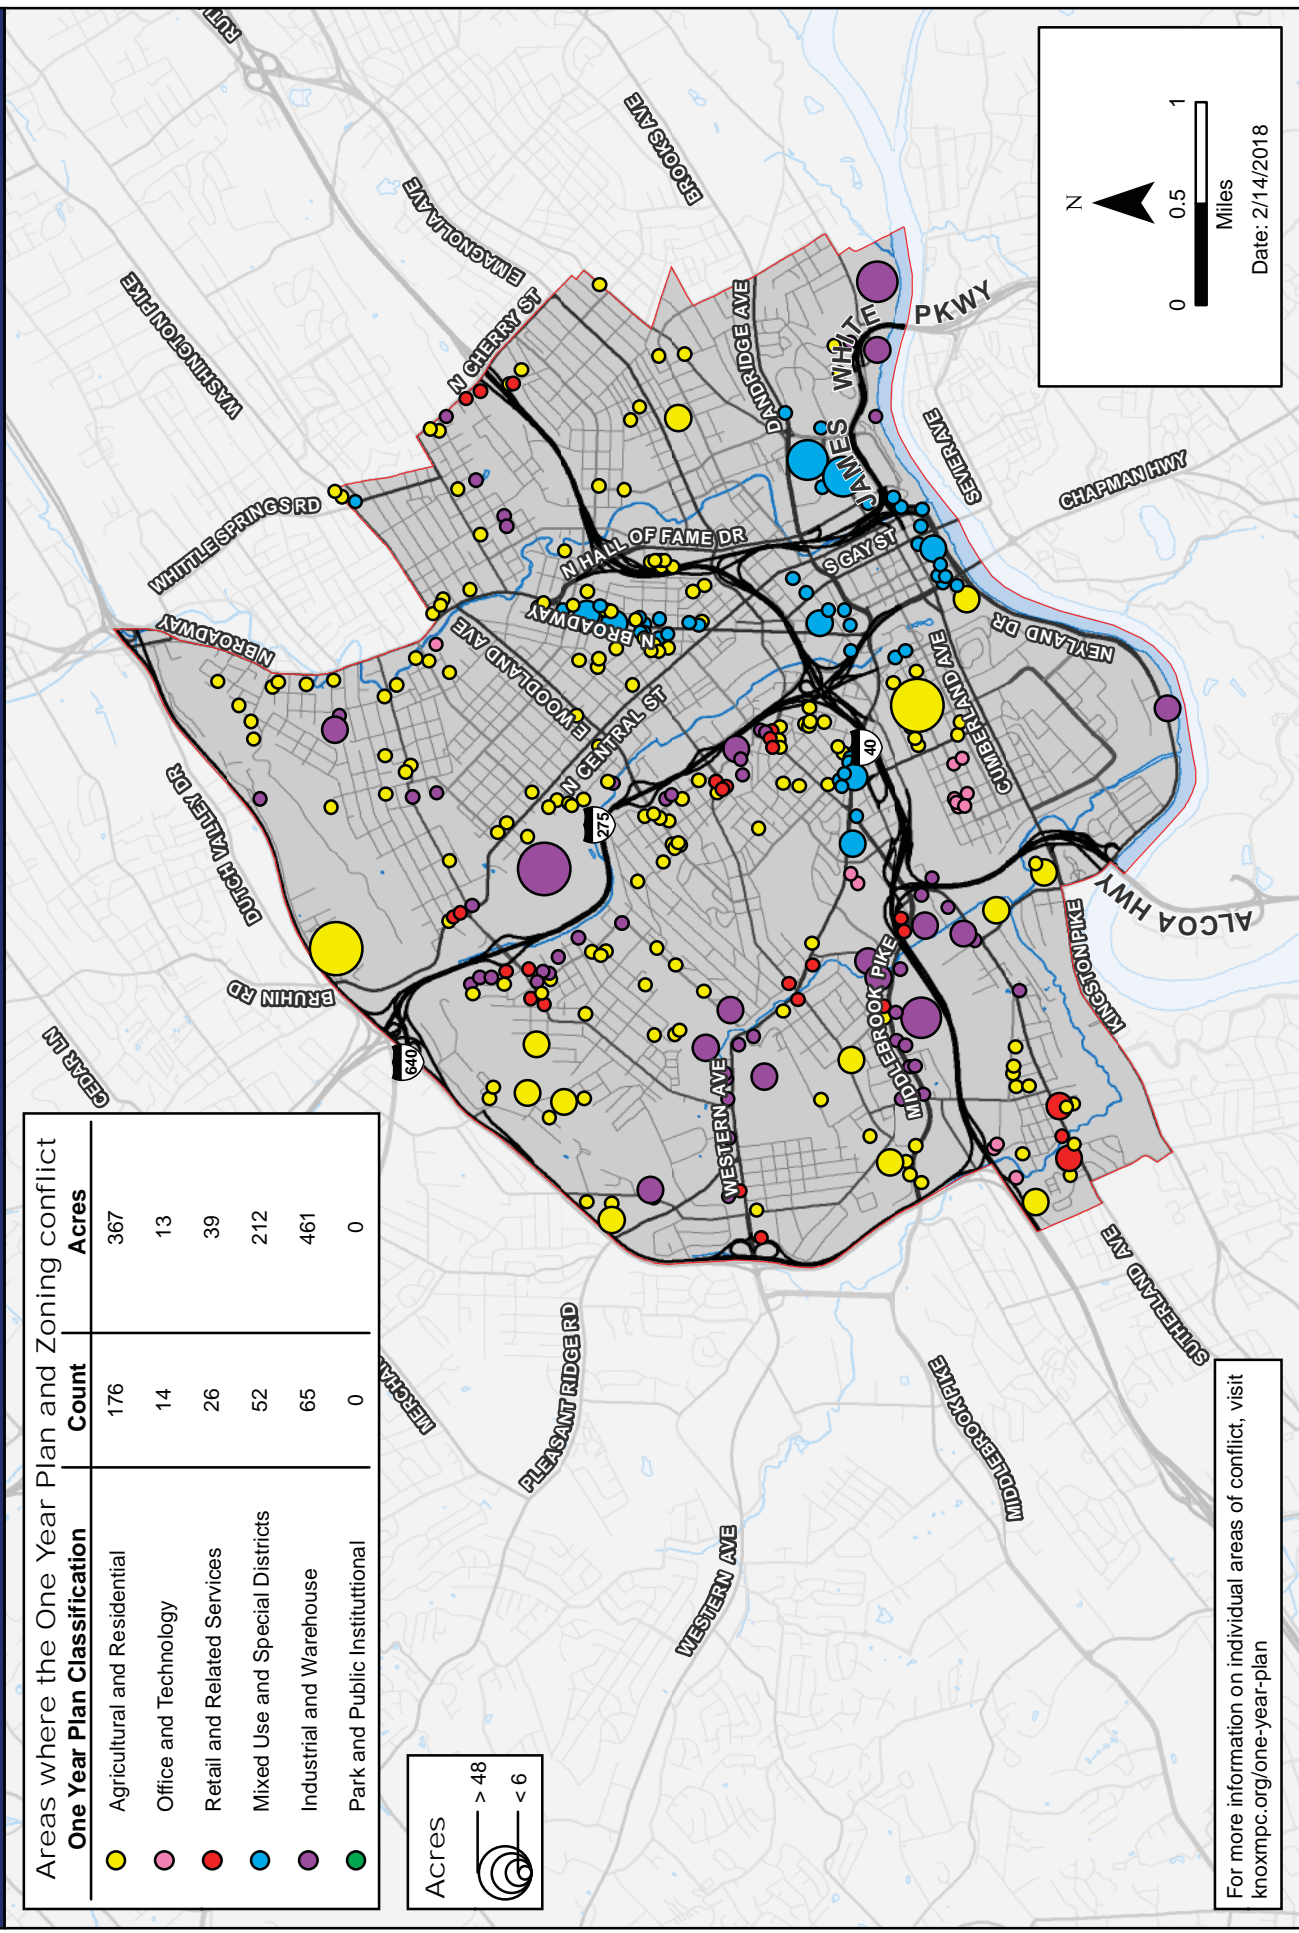 Areas where the One Year Plan and Zoning conflict
One Year Plan Classification Count Acres
Agricultural and Residential 176 367
Office and Technology 14 13
Retail and Related Services 26 39
Mixed Use and Special Districts 52 212
Industrial and Warehouse 65 461
Park and Public Institutional 0 0
Acres
> 48
< 6
CEDAR LN
BRUHIN RD
DUTCH VALLEY DR
N BROADWAY
WHITTLE SPRINGS RD
WASHINGTON PIKE
E MAGNOLIA AVE
N CHERRY ST
BROOKS AVE
640
275
E WOODLAND AVE
N CENTRAL ST
N BROADWAY
N HALL OF FAME DR
DANDRIDGE AVE
PLEASANT RIDGE RD
WESTERN AVE
WESTERN AVE
MIDDLEBROOK PIKE
MIDDLEBROOK PIKE
40
S GAY ST
JAMES WHITE PKWY
SEVIER AVE
CHAPMAN HWY
CUMBERLAND AVE
NEYLAND DR
ALCOA HWY
KINGSTON PIKE
SUTHERLAND AVE
N
0 0.5 1
Miles
Date: 2/14/2018
For more information on individual areas of conflict, visit
knoxmpc.org/one-year-plan